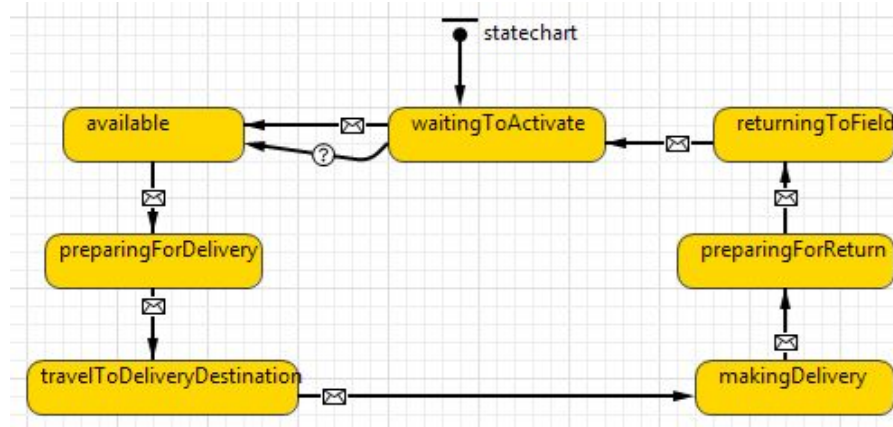 statechart
available
waitingToActivate
returningToField
?
preparingForDelivery
preparingForReturn
travelToDeliveryDestination
makingDelivery